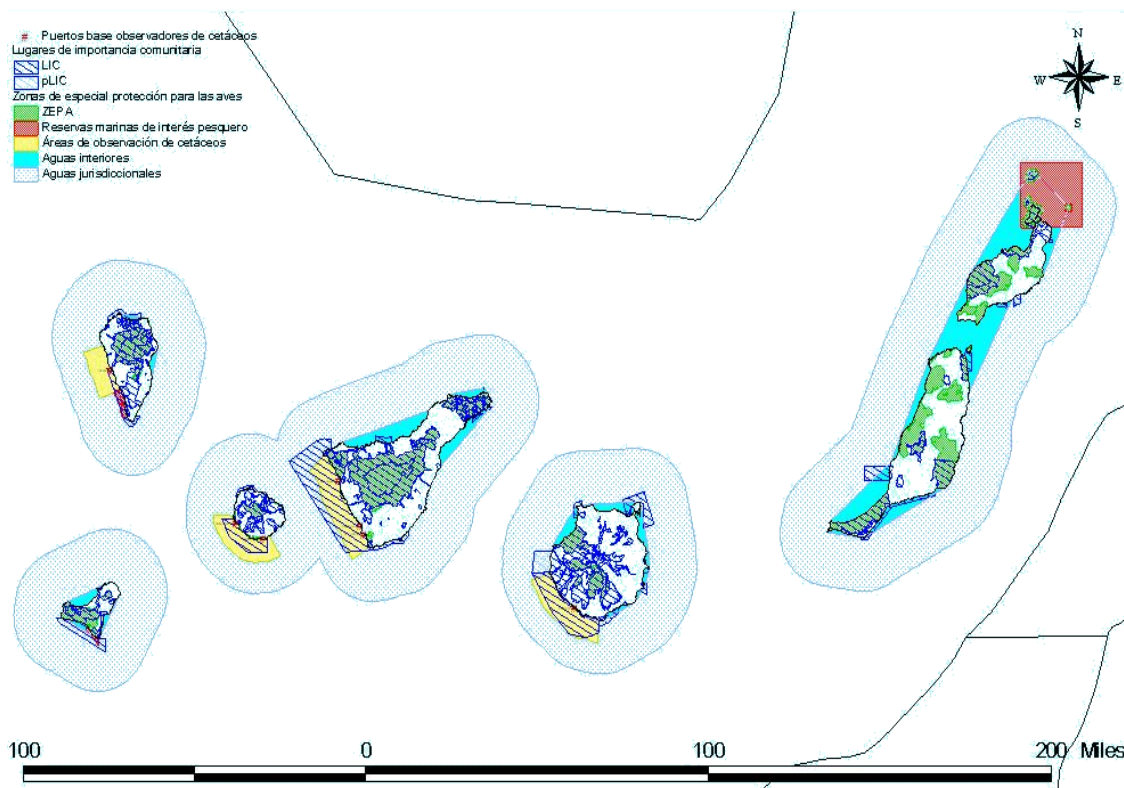 Puertos base observadores de cetáceos
Lugares de importancia comunitaria
LIC
pLIC
Zonas de especial protección para las aves
ZEPA
Reservas marinas de interés pesquero
Áreas de observación de cetáceos
Aguas interiores
Aguas jurisdiccionales
N
W E
S
100 0 100 200 Miles